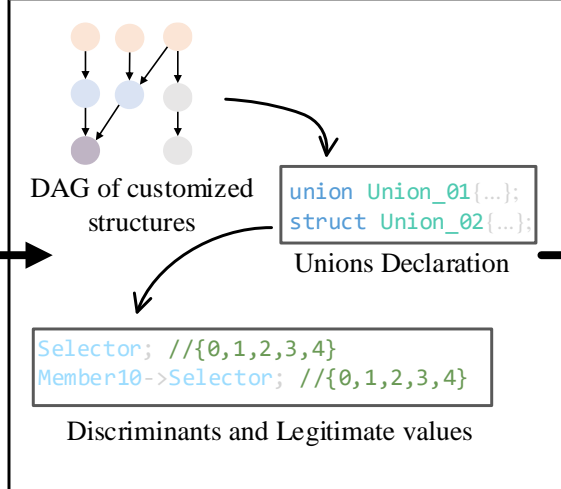 DAG of customized
structures
union Union_01{...};
struct Union_02{...};
Unions Declaration
Selector; //{0,1,2,3,4}
Member10->Selector; //{0,1,2,3,4}
Discriminants and Legitimate values